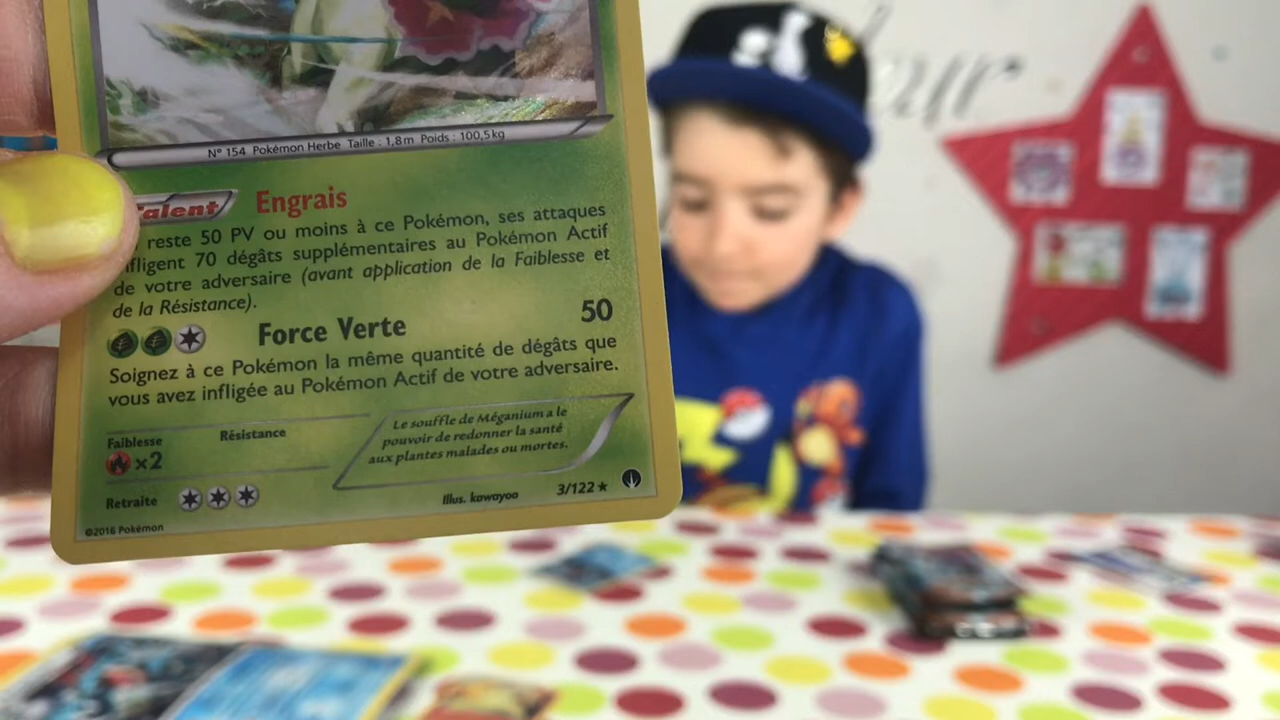 N° 154 Pokémon Herbe Taille : 1,8m Poids : 100,5kg
Talent Engrais
reste 50 PV ou moins à ce Pokémon, ses attaques
infligent 70 dégâts supplémentaires au Pokémon Actif
de votre adversaire (avant application de la Faiblesse et
de la Résistance).
Force Verte 50
Soignez à ce Pokémon la même quantité de dégâts que
vous avez infligée au Pokémon Actif de votre adversaire.
Faiblesse Résistance
×2
Le souffle de Méganium a le
pouvoir de redonner la santé
aux plantes malades ou mortes.
Retraite
Illus. kawayoo 3/122
©2016 Pokémon